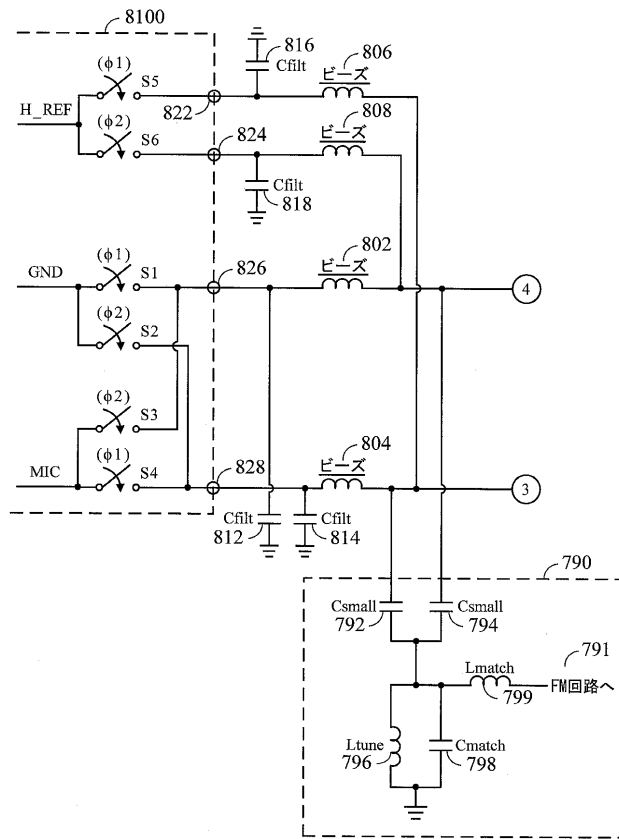 8100
816
806
(ϕ1)
S5
Cfilt
ビーズ
822
808
H_REF
(ϕ2)
S6
824
ビーズ
Cfilt
818
802
(ϕ1)
826
ビーズ
GND
S1
4
(ϕ2)
S2
(ϕ2)
S3
804
(ϕ1)
828
ビーズ
MIC
S4
3
Cfilt
812
Cfilt
814
790
Csmall
792
Csmall
794
791
Lmatch
799
FM回路へ
Ltune
796
Cmatch
798